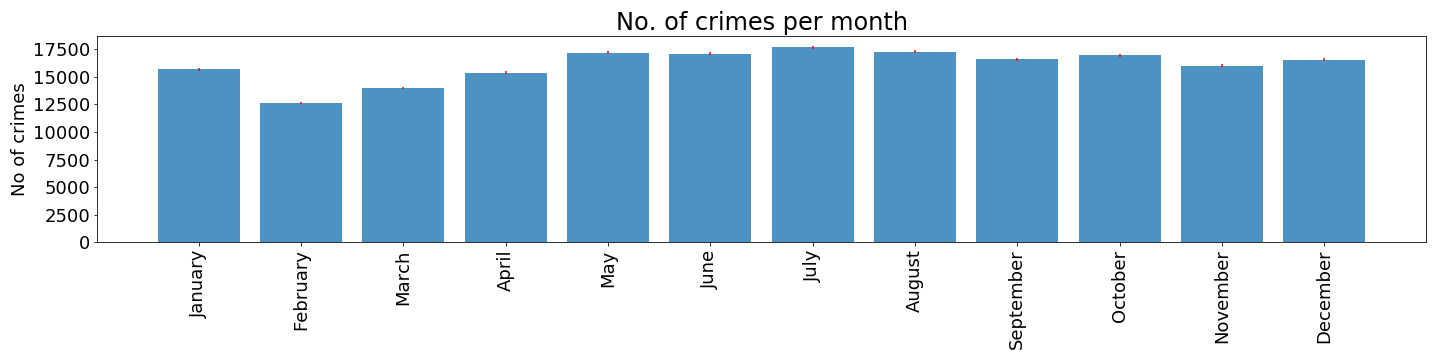 No. of crimes per month
No of crimes
17500
15000
12500
10000
7500
5000
2500
0
January
February
March
April
May
June
July
August
September
October
November
December